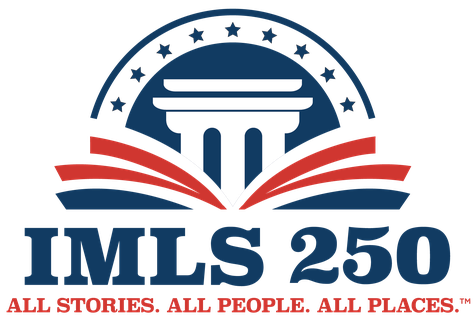 IMLS 250
ALL STORIES. ALL PEOPLE. ALL PLACES.™